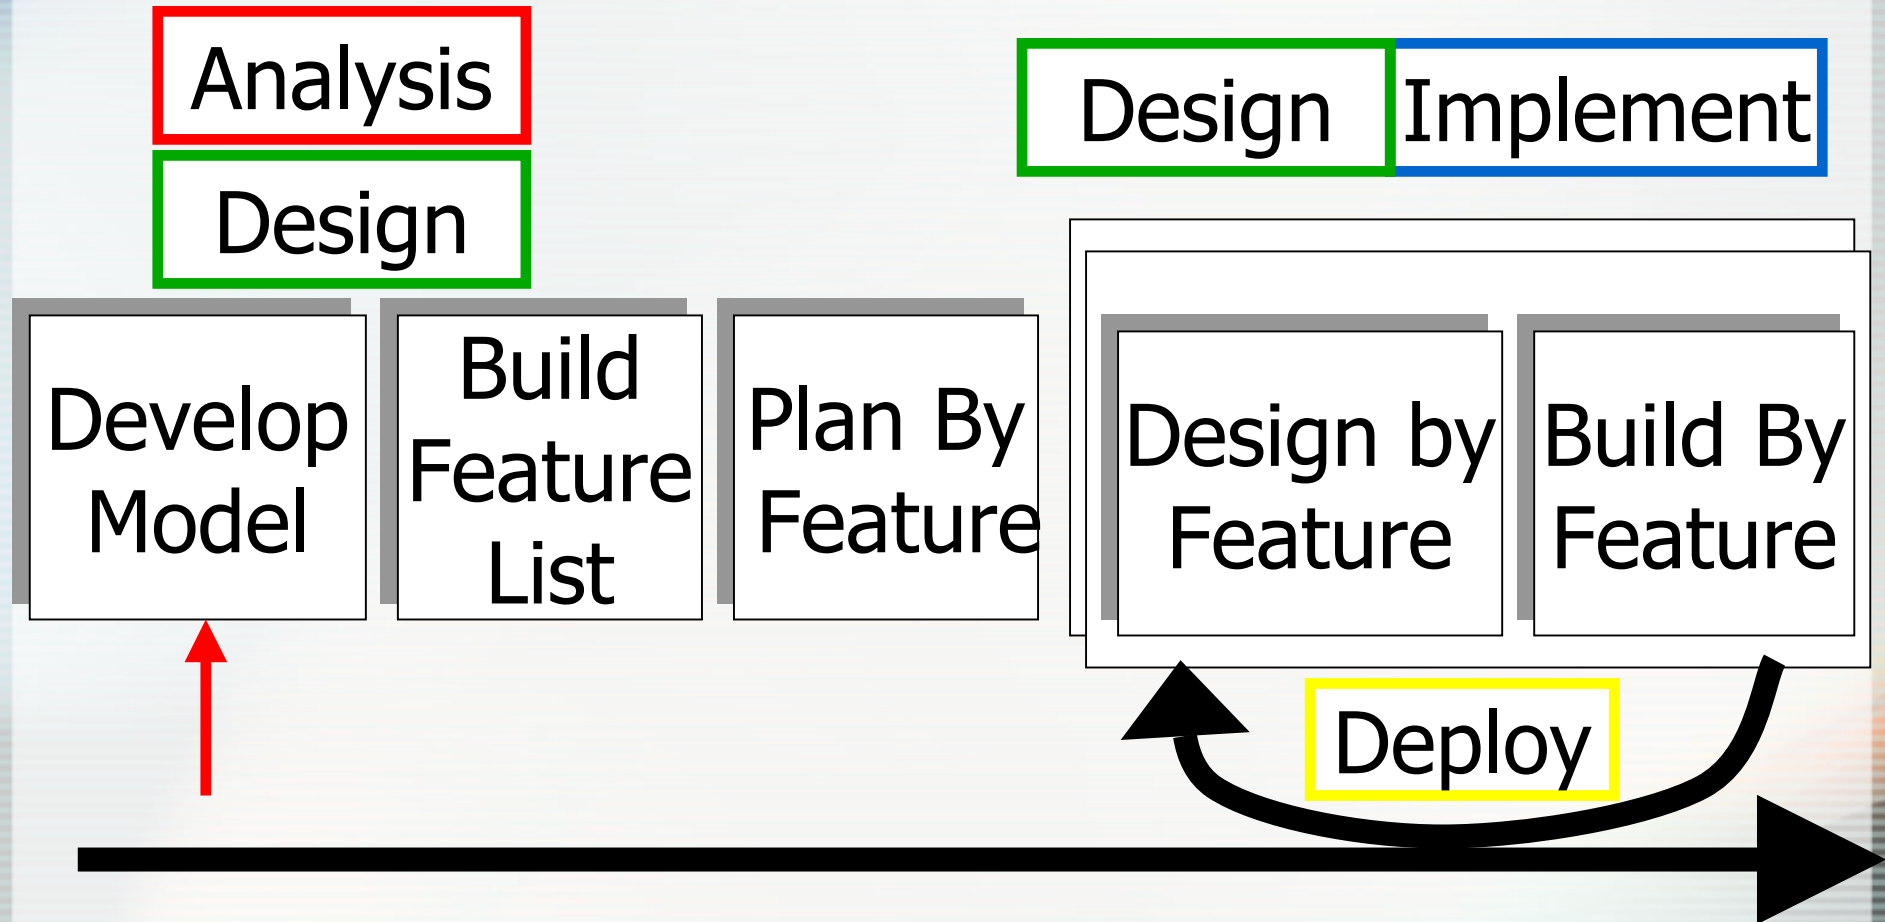 Analysis
Design
Design
Implement
Develop
Model
Build
Feature
List
Plan By
Feature
Design by
Feature
Build By
Feature
Deploy